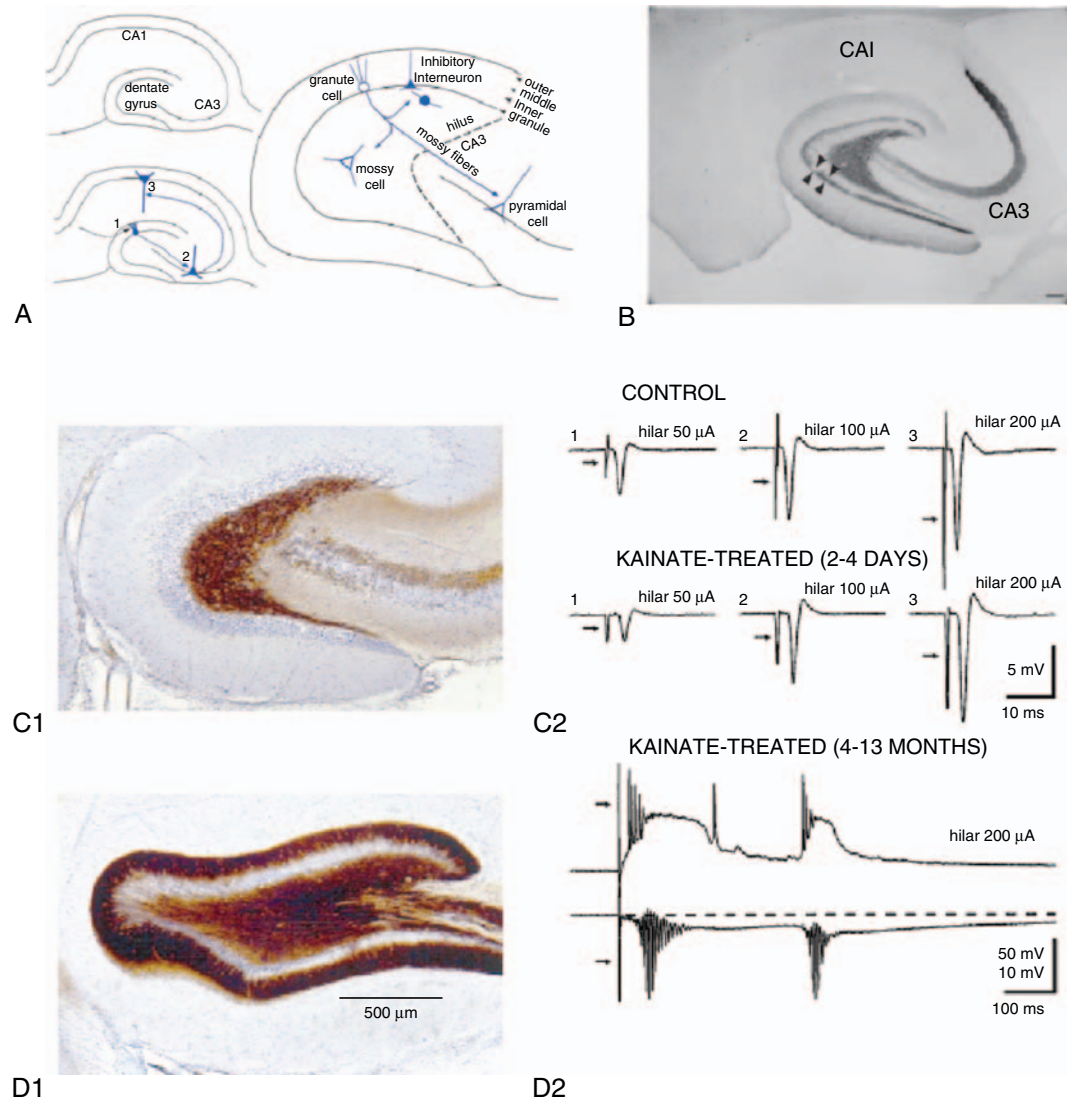 CA1
dentate
gyrus
CA3
3
1
2
granute
cell
Inhibitory
Interneuron
outer
middle
Inner
granule
hilus
CA3
mossy fibers
mossy
cell
pyramidal
cell
A
CAI
CA3
B
C1
CONTROL
1 hilar 50 µA
2 hilar 100 µA
3 hilar 200 µA
KAINATE-TREATED (2-4 DAYS)
1 hilar 50 µA
2 hilar 100 µA
3 hilar 200 µA
5 mV
10 ms
C2
500 µm
D1
KAINATE-TREATED (4-13 MONTHS)
hilar 200 µA
50 mV
10 mV
100 ms
D2